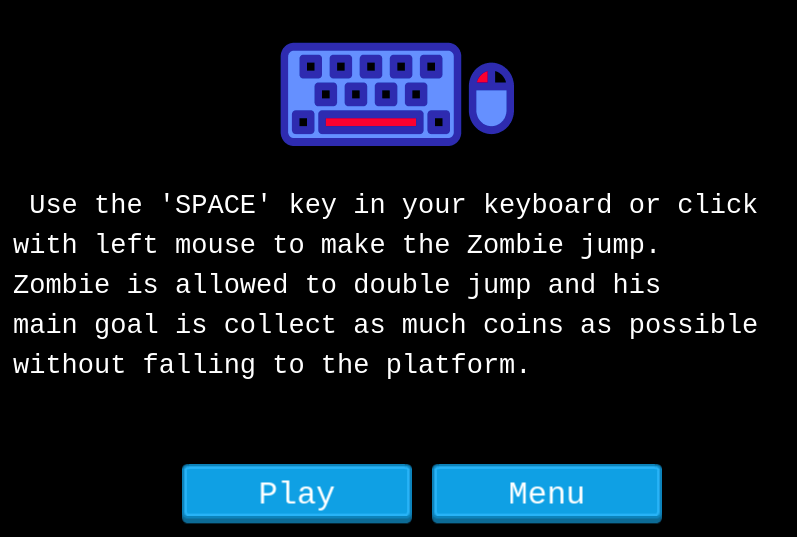 Use the 'SPACE' key in your keyboard or click
with left mouse to make the Zombie jump.
Zombie is allowed to double jump and his
main goal is collect as much coins as possible
without falling to the platform.
Play Menu